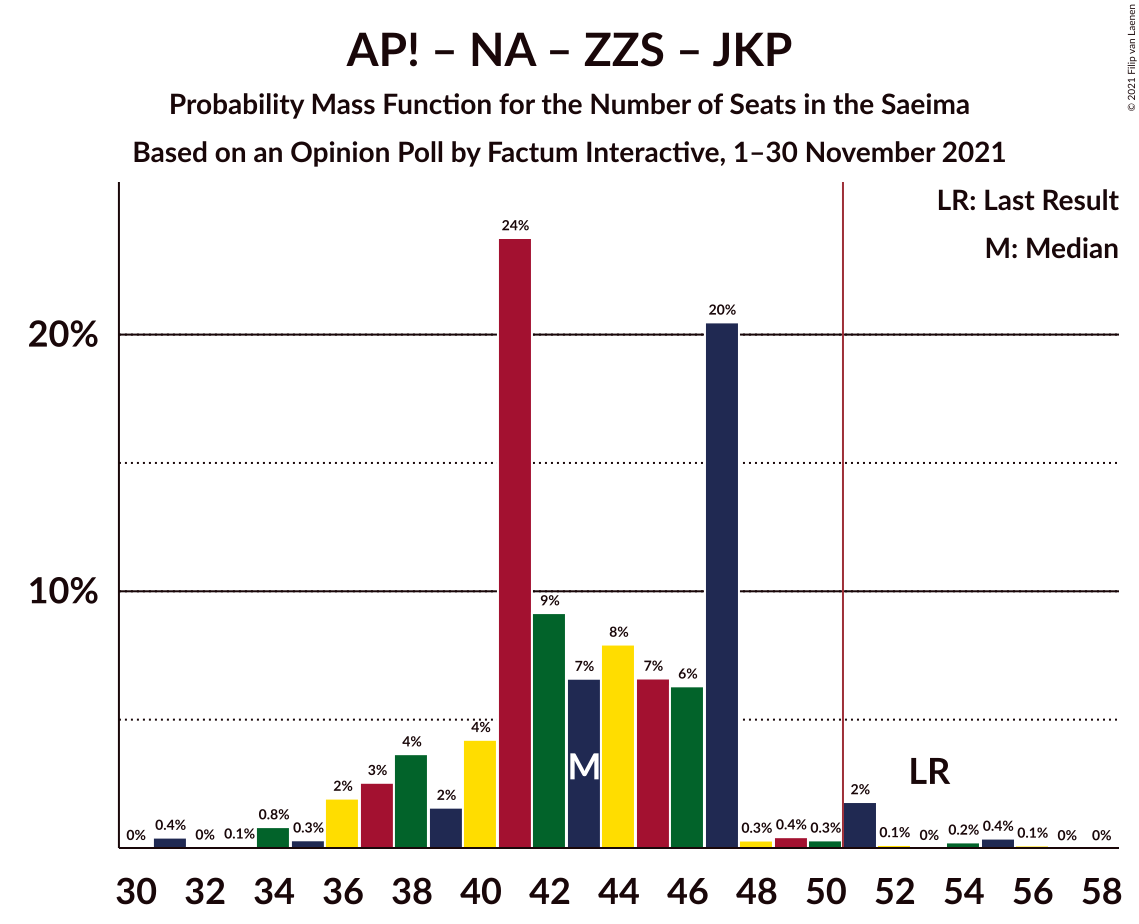 AP! – NA – ZZS – JKP
Probability Mass Function for the Number of Seats in the Saeima
Based on an Opinion Poll by Factum Interactive, 1–30 November 2021
© 2021 Filip van Laenen
LR: Last Result
M: Median
20%
10%
0% 0.4% 0% 0.1% 0.8% 0.3% 2% 3% 4% 2% 4% 24% 9% 7% 8% 7% 6% 20% 0.3% 0.4% 0.3% 2% 0.1% 0% 0.2% 0.4% 0.1% 0% 0%
M
LR
30 32 34 36 38 40 42 44 46 48 50 52 54 56 58